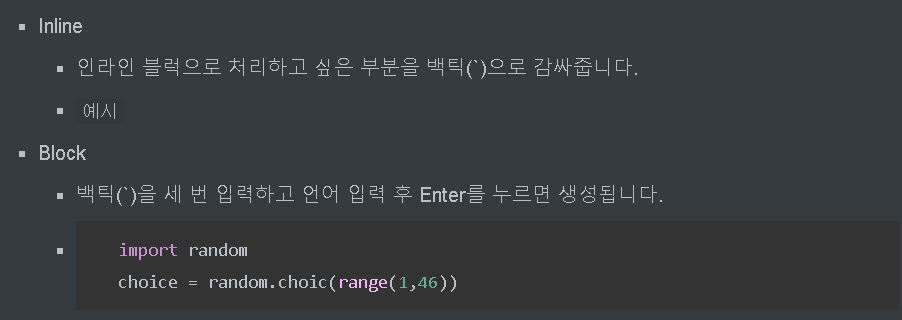 Inline
인라인 블럭으로 처리하고 싶은 부분을 백틱(`)으로 감싸줍니다.
예시
Block
백틱(`)을 세 번 입력하고 언어 입력 후 Enter를 누르면 생성됩니다.
import random
choice = random.choic(range(1,46))